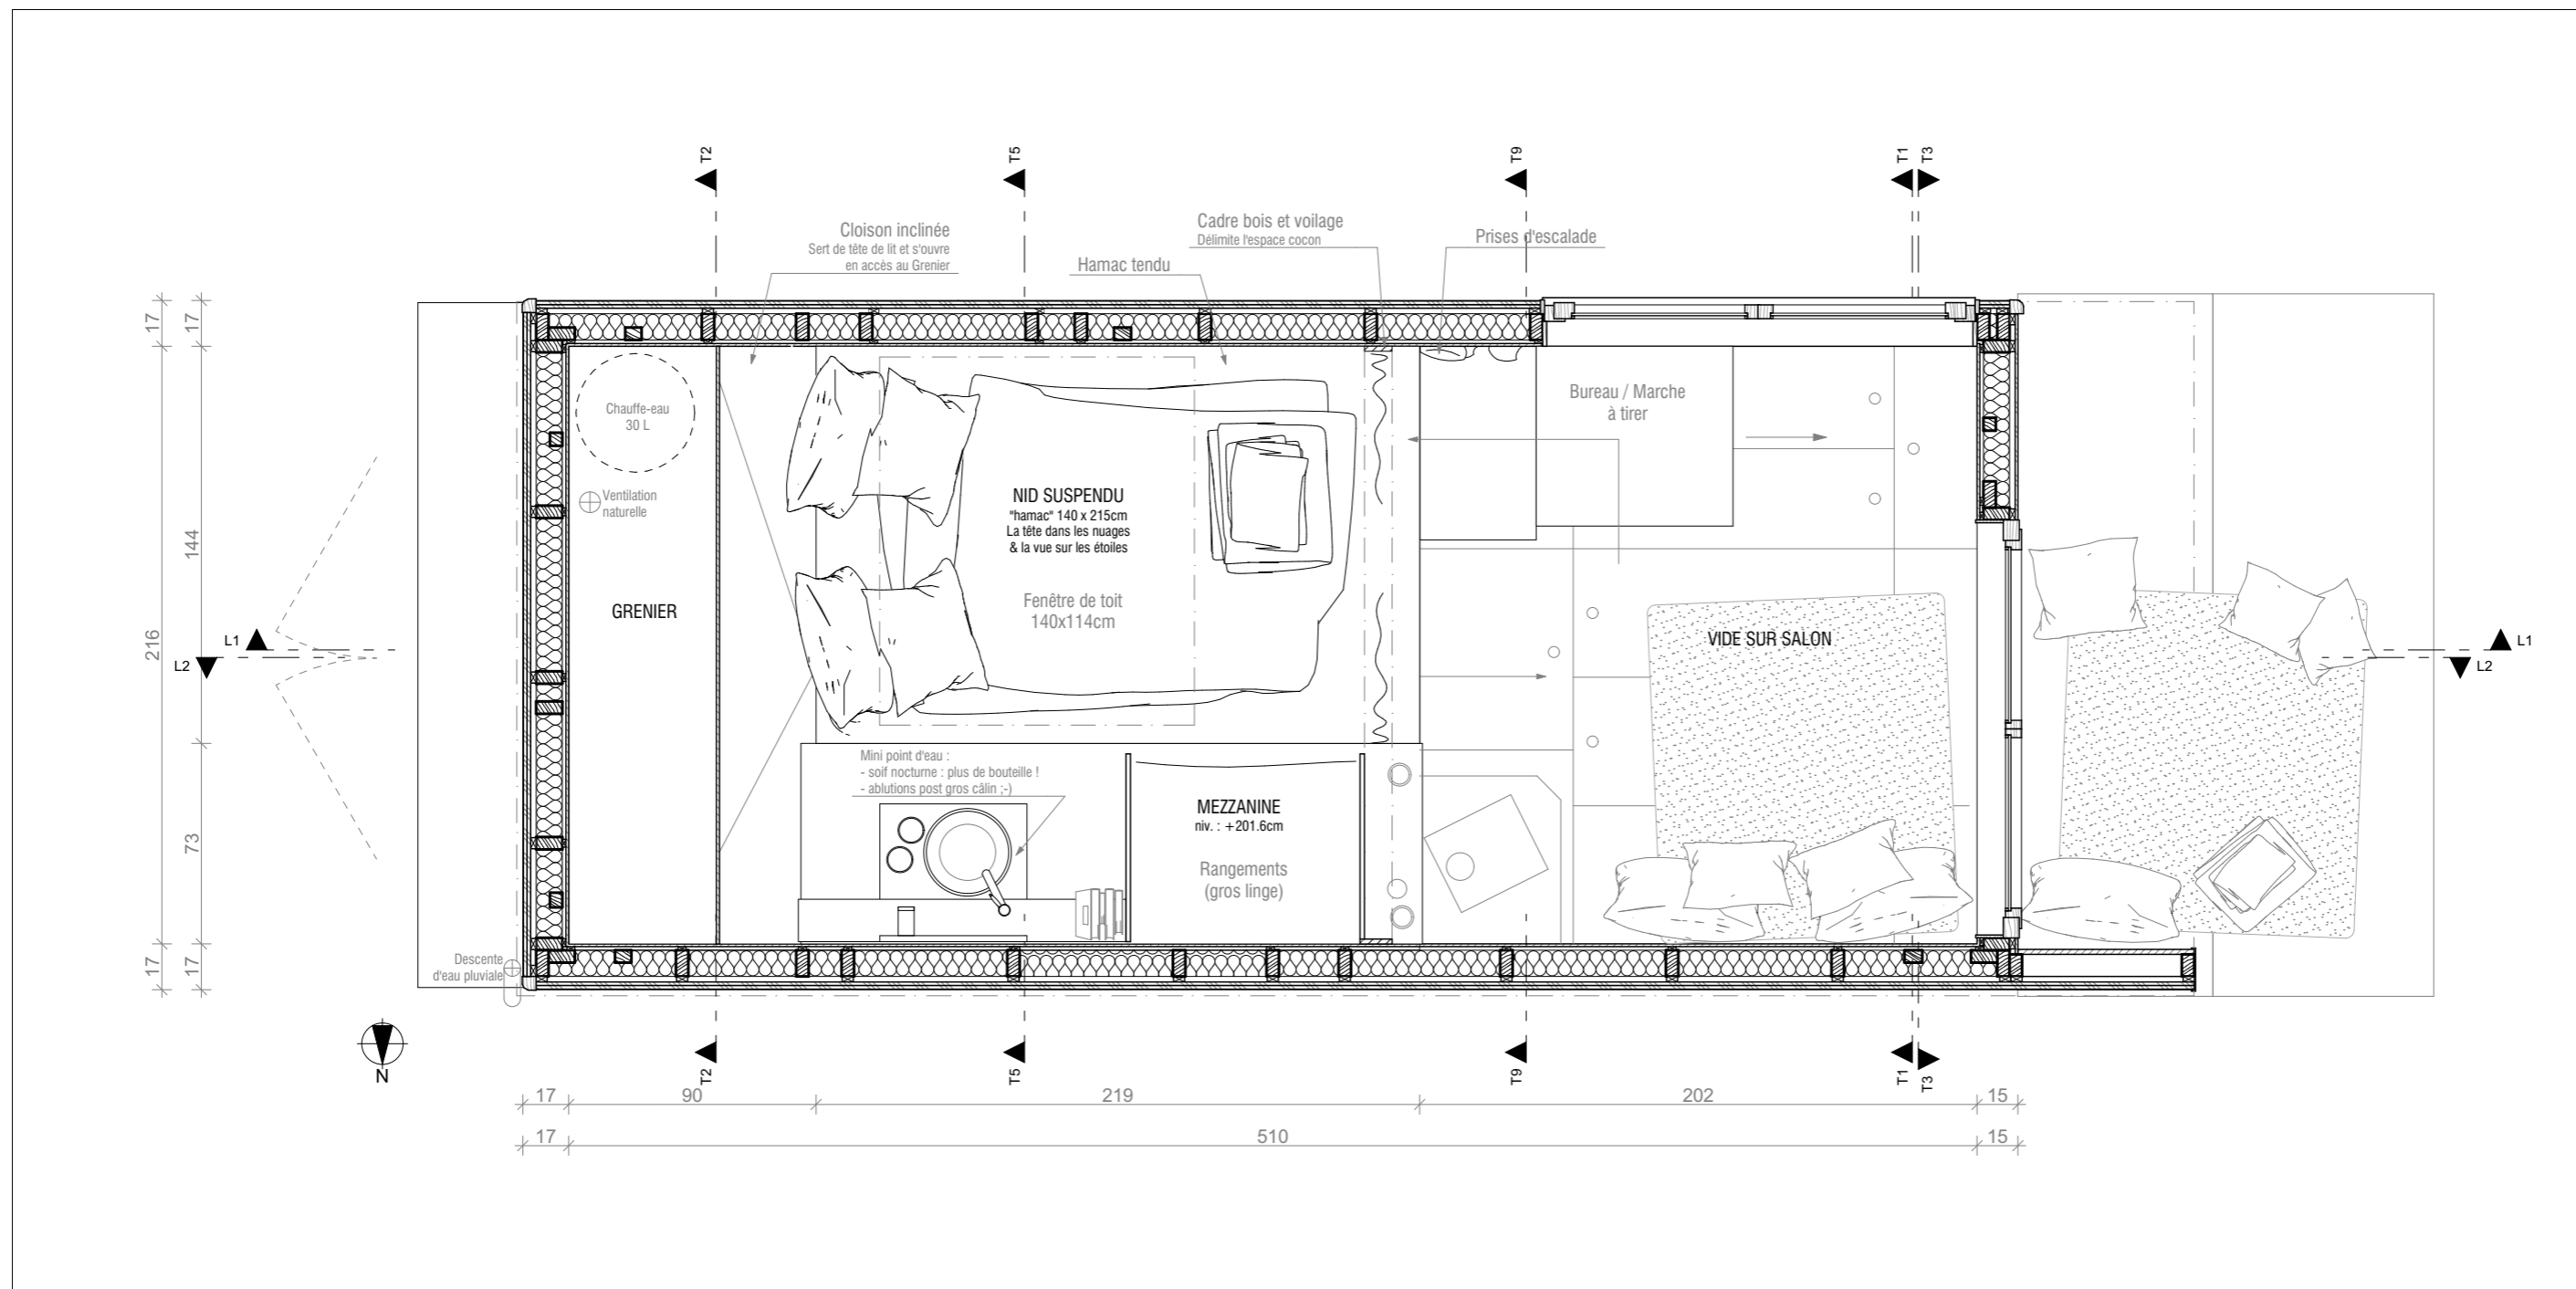 T2
T5
T9
T1
T3
Cloison inclinée
Sert de tête de lit et s'ouvre
en accès au Grenier
Hamac tendu
Cadre bois et voilage
Délimite l'espace cocon
Prises d'escalade
17
17
Chauffe-eau
30 L
Bureau / Marche
à tirer
Ventilation
naturelle
NID SUSPENDU
"hamac" 140 x 215cm
La tête dans les nuages
& la vue sur les étoiles
144
GRENIER
Fenêtre de toit
140x114cm
216
L1
L2
VIDE SUR SALON
L1
L2
Mini point d'eau :
- soif nocturne : plus de bouteille !
- ablutions post gros câlin ;-)
MEZZANINE
niv. : +201.6cm
73
Rangements
(gros linge)
17
17
Descente
d'eau pluviale
N
T2
T5
T9
T1
T3
17
90
219
202
15
17
510
15